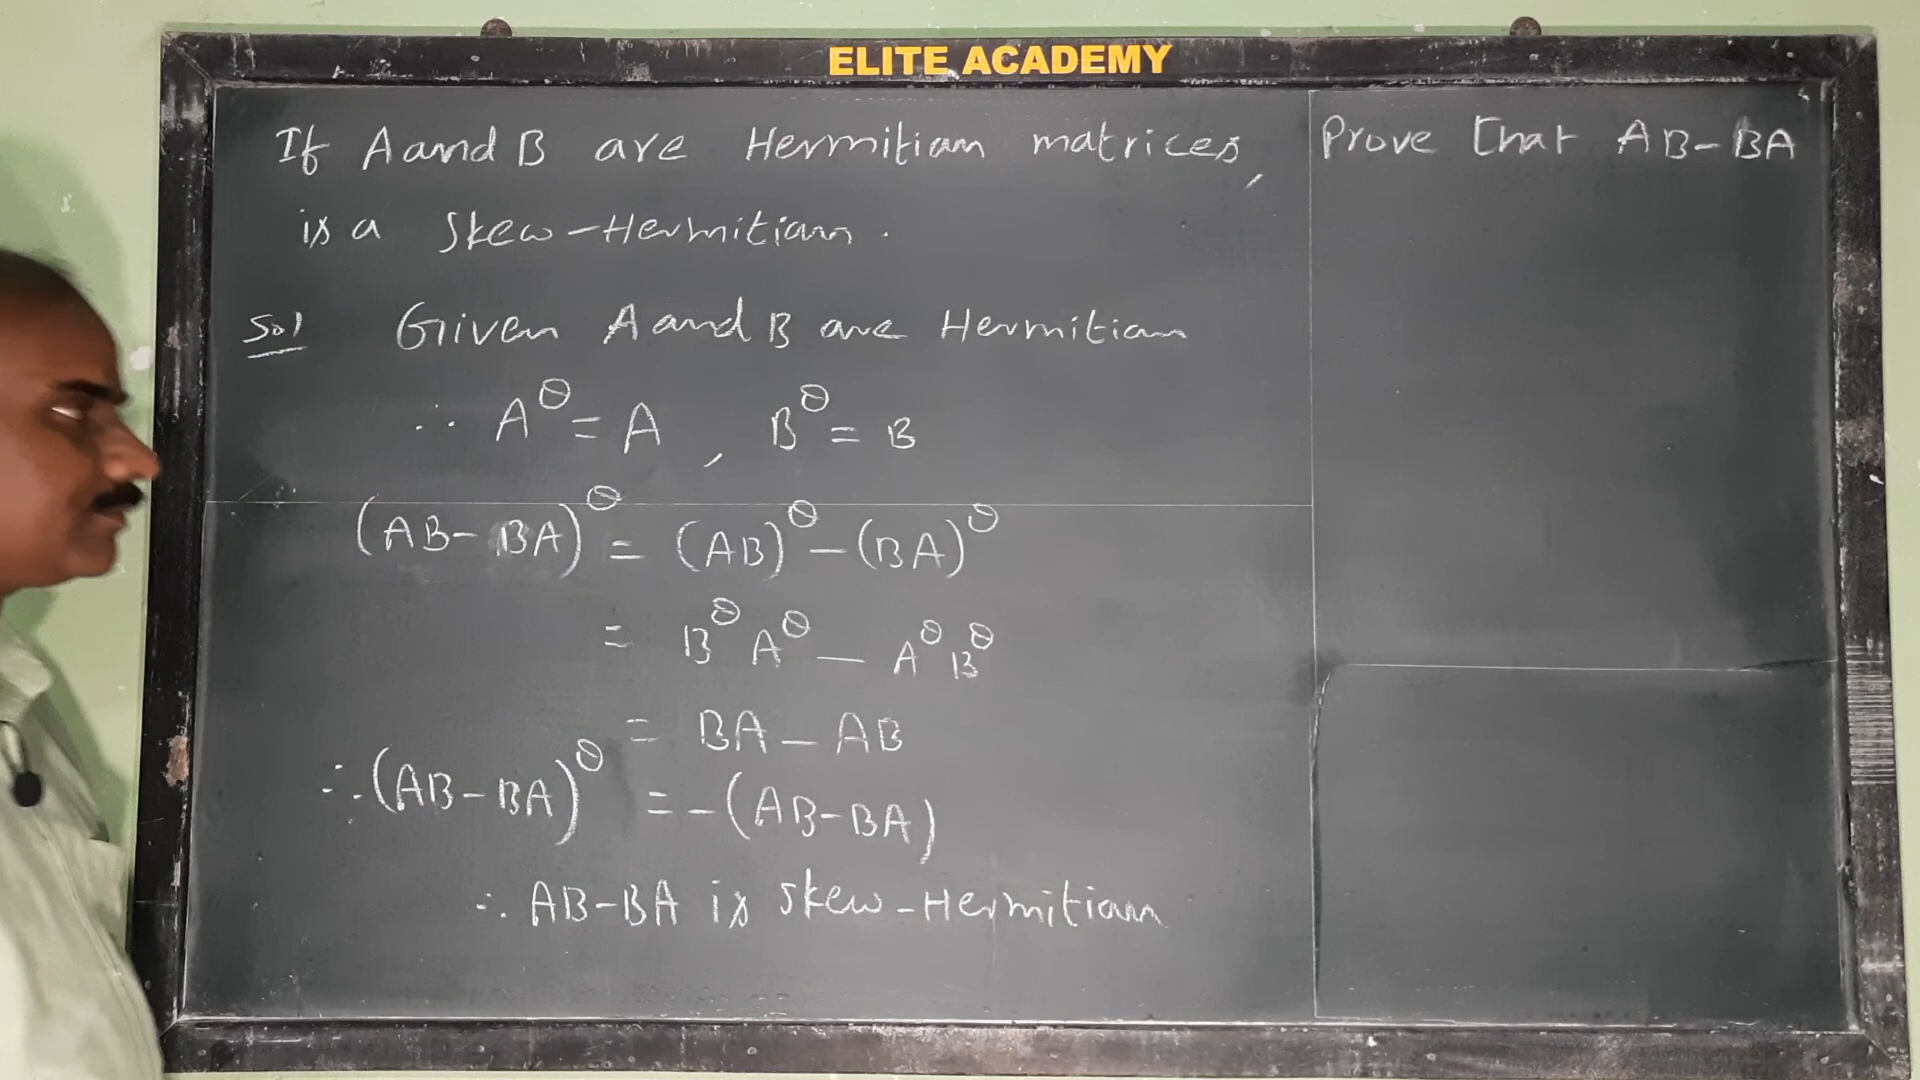 ELITE ACADEMY
If A and B are Hermitian matrices, Prove that AB-BA
is a Skew-Hermitian.
Sol Given A and B are Hermitian
∴ A^θ = A , B^θ = B
(AB-BA)^θ = (AB)^θ - (BA)^θ
= B^θ A^θ - A^θ B^θ
= BA - AB
∴ (AB-BA)^θ = -(AB-BA)
∴ AB-BA is Skew-Hermitian